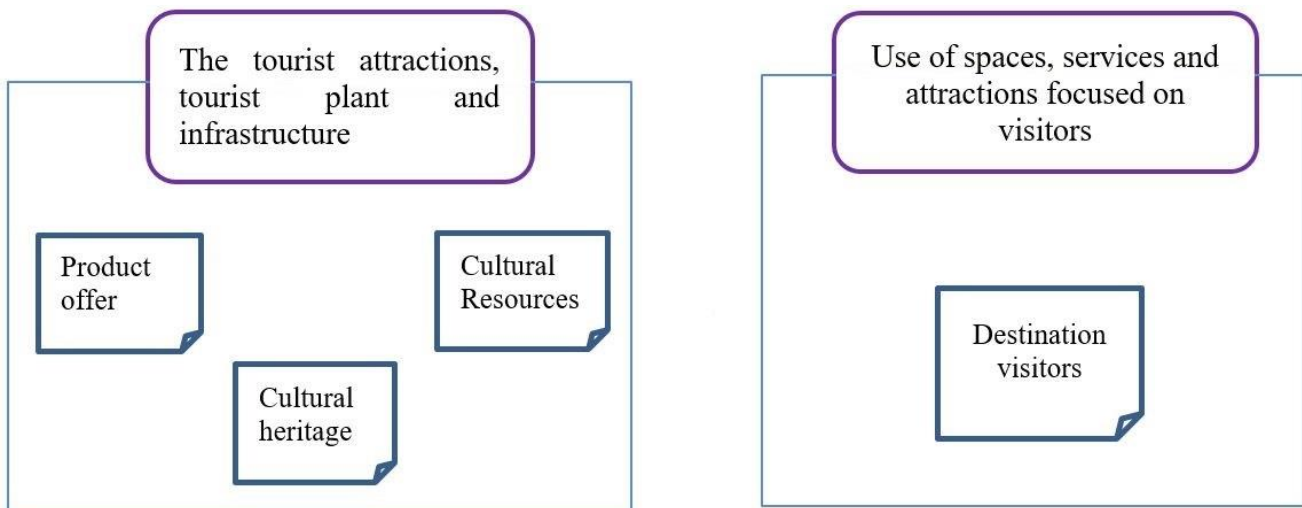 The tourist attractions,
tourist plant and
infrastructure
Use of spaces, services and
attractions focused on
visitors
Product
offer
Cultural
Resources
Cultural
heritage
Destination
visitors